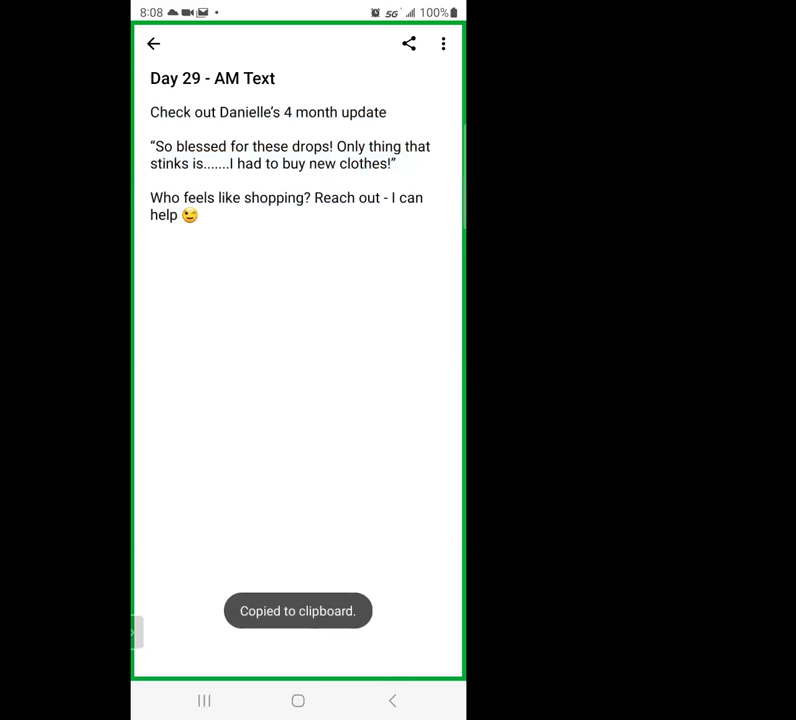 8:08 5G 100%
Day 29 - AM Text
Check out Danielle’s 4 month update
“So blessed for these drops! Only thing that
stinks is.......I had to buy new clothes!”
Who feels like shopping? Reach out - I can
help 😉
Copied to clipboard.